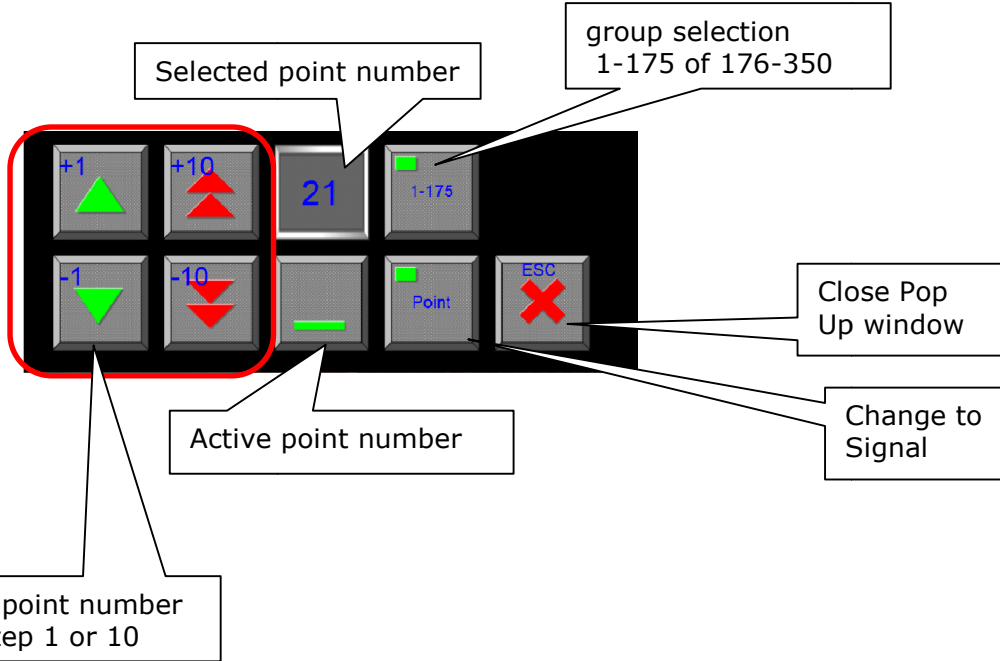 group selection
1-175 of 176-350
Selected point number
+1
+10
21
1-175
-1
-10
Point
ESC
Close Pop
Up window
Change to
Signal
Active point number
point number
1 or 10